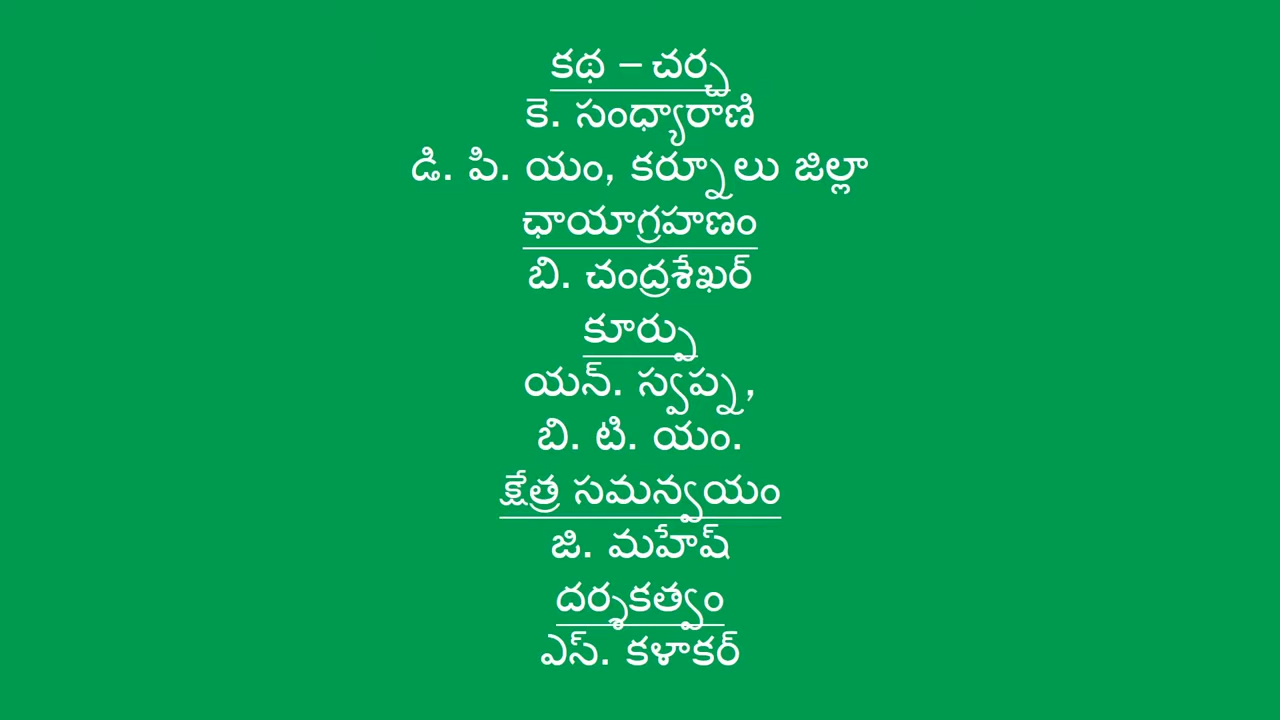 కథ – చర్చ
కె. సంధ్యారాణి
డి. పి. యం, కర్నూలు జిల్లా
ఛాయాగ్రహణం
బి. చంద్రశేఖర్
కూర్పు
యన్. స్వప్న,
బి. టి. యం.
క్షేత్ర సమన్వయం
జి. మహేష్
దర్శకత్వం
ఎస్. కళాకర్